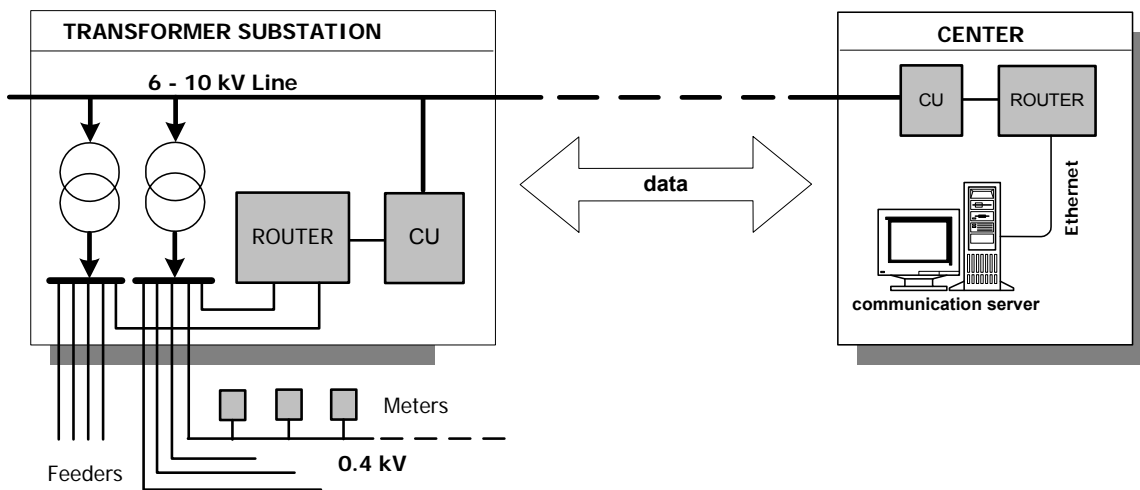 TRANSFORMER SUBSTATION
6 - 10 kV Line
ROUTER
CU
Meters
0.4 kV
Feeders
data
CENTER
CU
ROUTER
Ethernet
communication server